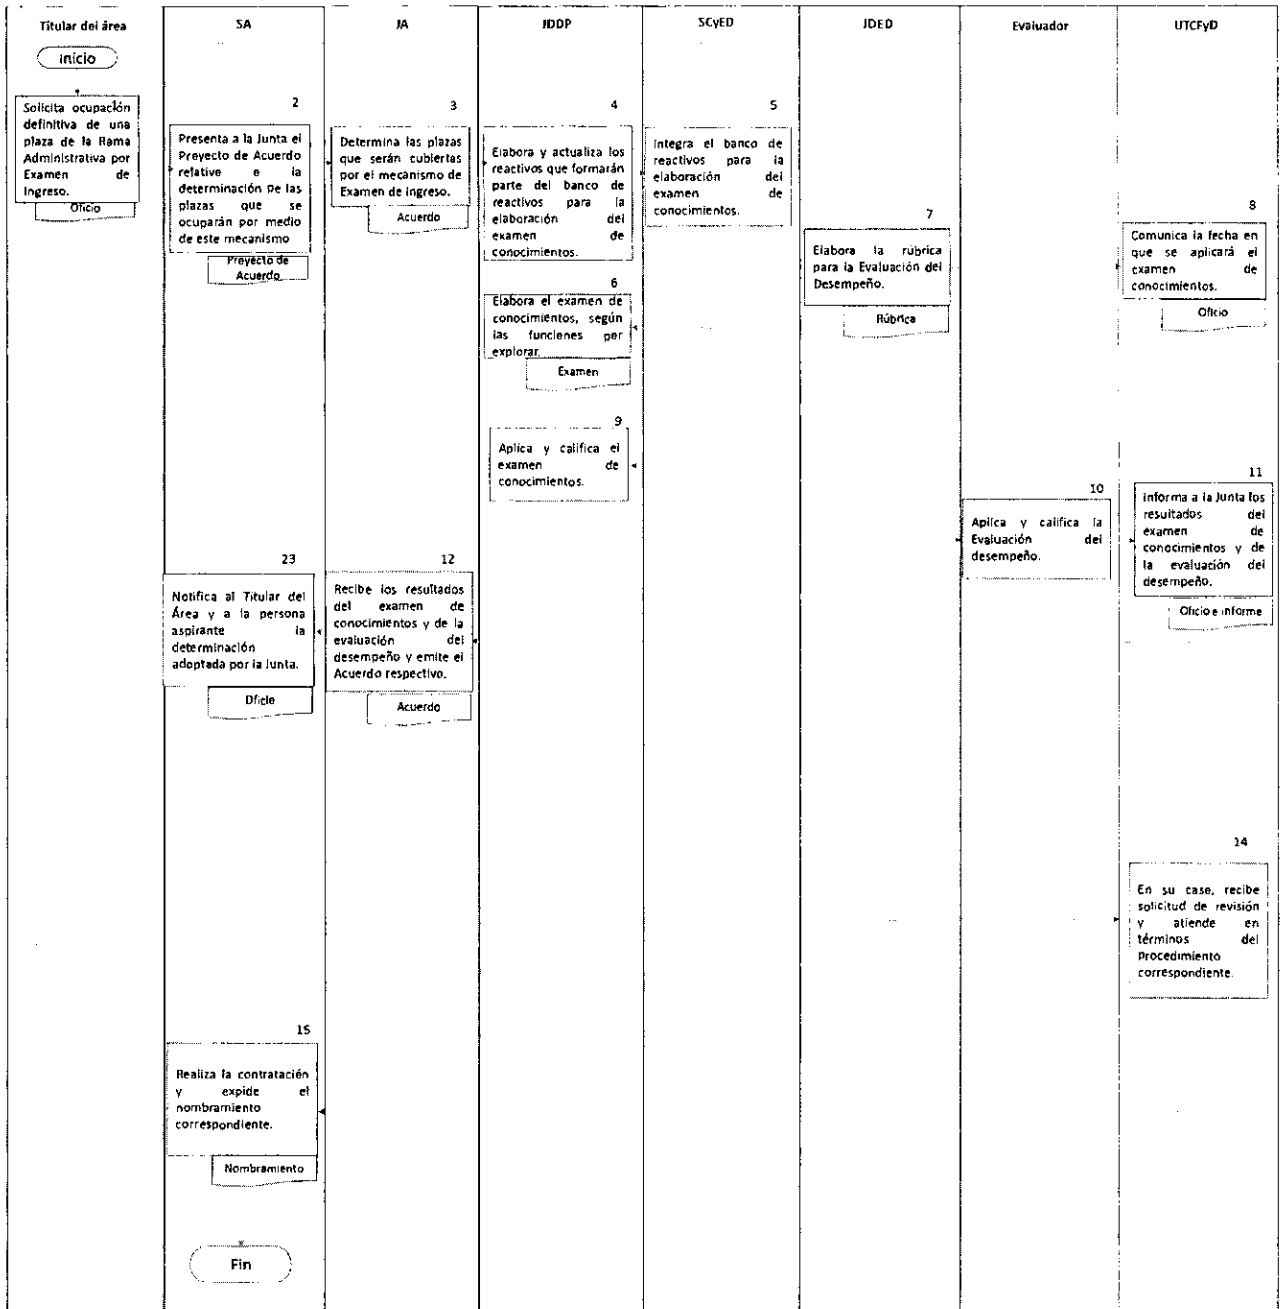 Titular del área
SA
JA
JDDP
SCyED
JDED
Evaluador
UTCFyD
Inicio
1
Solicita ocupación
definitiva de una
plaza de la Rama
Administrativa por
Examen de
Ingreso.
Oficio
2
Presenta a la Junta el
Preyecto de Acuerdo
relative e la
determinación de las
plazas que se
ocuparán por medio
de este mecanismo
Preyecto de
Acuerdo
3
Determina las plazas
que serán cubiertas
por el mecanismo de
Examen de ingreso.
Acuerdo
4
Elabora y actualiza los
reactivos que formarán
parte del banco de
reactivos para la
elaboración del
examen de
conocimientos.
5
Integra el banco de
reactivos para la
elaboración del
examen de
conocimientos.
6
Elabora el examen de
conocimientos, según
las funcienes per
explorar.
Examen
7
Elabora la rúbrica
para la Evaluación del
Desempeño.
Rúbrica
8
Comunica la fecha en
que se aplicará el
examen de
conocimientos.
Oficio
9
Aplica y califica el
examen de
conocimientos.
10
Aplica y califica la
Evaluación del
desempeño.
11
informa a la Junta los
resultados del
examen de
conocimientos y de
la evaluación del
desempeño.
Oficio e informe
12
Recibe los resultados
del examen de
conocimientos y de la
evaluación del
desempeño y emite el
Acuerdo respectivo.
Acuerdo
23
Notifica al Titular del
Área y a la persona
aspirante la
determinación
adoptada por la Junta.
Dficie
14
En su case, recibe
solicitud de revisión
y atiende en
términos del
procedimiento
correspondiente.
15
Realiza la contratación
y expide el
nombramiento
correspondiente.
Nombramiento
Fin